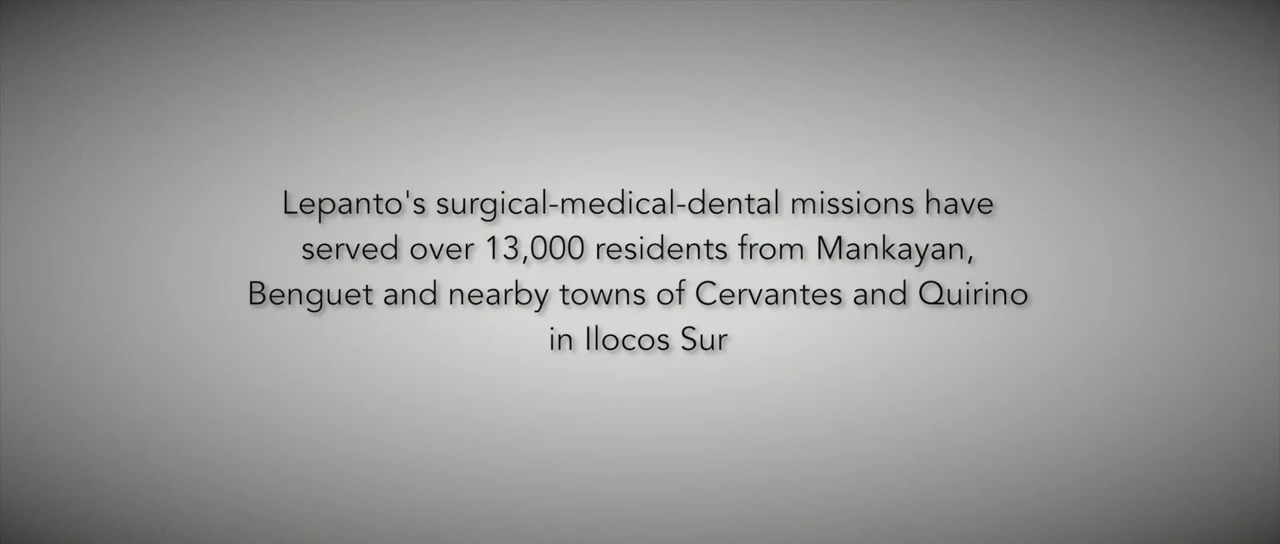 Lepanto's surgical-medical-dental missions have
served over 13,000 residents from Mankayan,
Benguet and nearby towns of Cervantes and Quirino
in Ilocos Sur